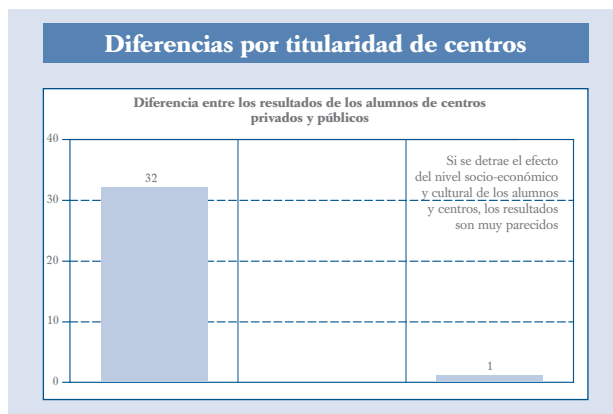 Diferencias por titularidad de centros
Diferencia entre los resultados de los alumnos de centros
privados y públicos
40
30
20
10
0
32
Si se detrae el efecto
del nivel socio-económico
y cultural de los alumnos
y centros, los resultados
son muy parecidos
1